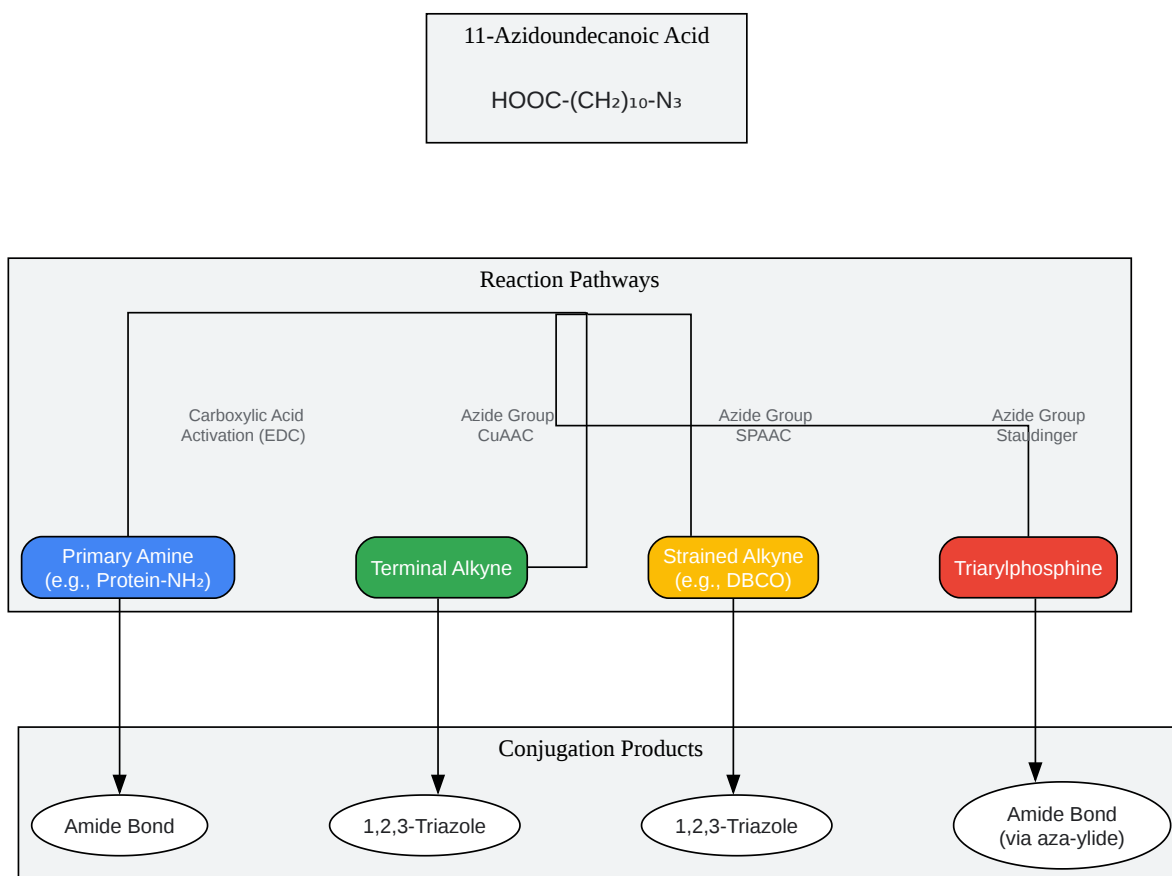 11-Azidoundecanoic Acid
HOOC-(CH₂)₁₀-N₃
Reaction Pathways
Carboxylic Acid
Activation (EDC)
Azide Group
CuAAC
Azide Group
SPAAC
Azide Group
Staudinger
Primary Amine
(e.g., Protein-NH₂)
Terminal Alkyne
Strained Alkyne
(e.g., DBCO)
Triarylphosphine
Conjugation Products
Amide Bond
1,2,3-Triazole
1,2,3-Triazole
Amide Bond
(via aza-ylide)